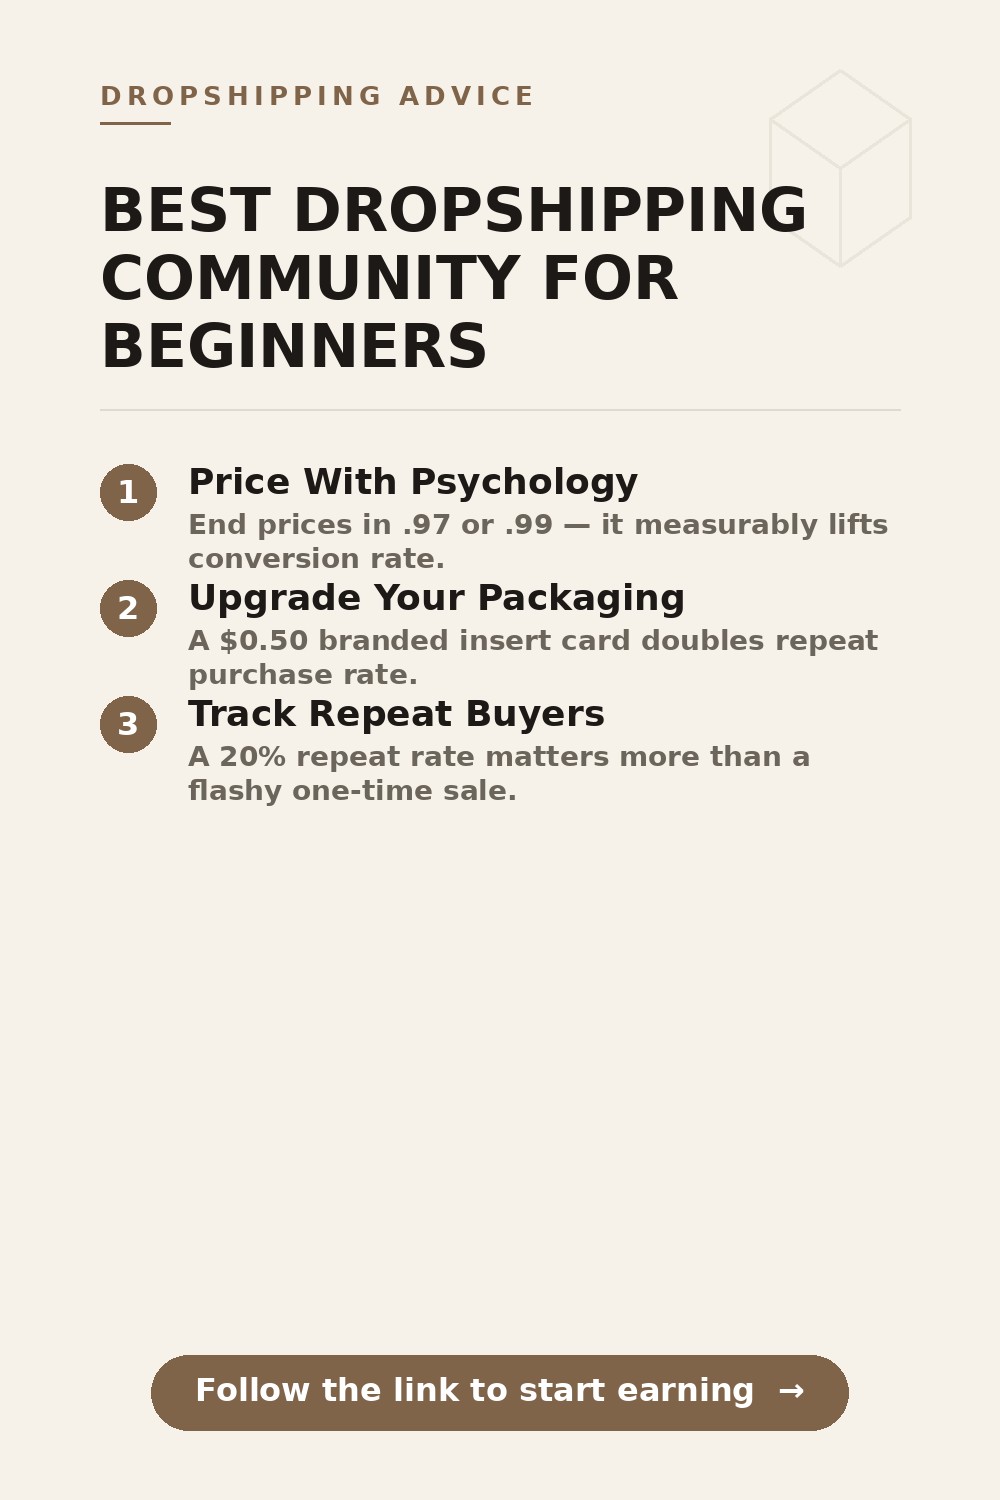 DROPSHIPPING ADVICE
BEST DROPSHIPPING
COMMUNITY FOR
BEGINNERS
1 Price With Psychology
End prices in .97 or .99 — it measurably lifts
conversion rate.
2 Upgrade Your Packaging
A $0.50 branded insert card doubles repeat
purchase rate.
3 Track Repeat Buyers
A 20% repeat rate matters more than a
flashy one-time sale.
Follow the link to start earning →